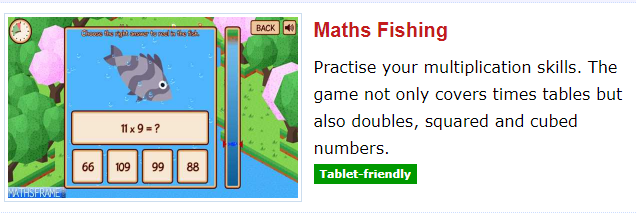 BACK
Choose the right answer to reel in the fish.
11 x 9 = ?
66 109 99 88
MATHSFRAME
Maths Fishing
Practise your multiplication skills. The
game not only covers times tables but
also doubles, squared and cubed
numbers.
Tablet-friendly